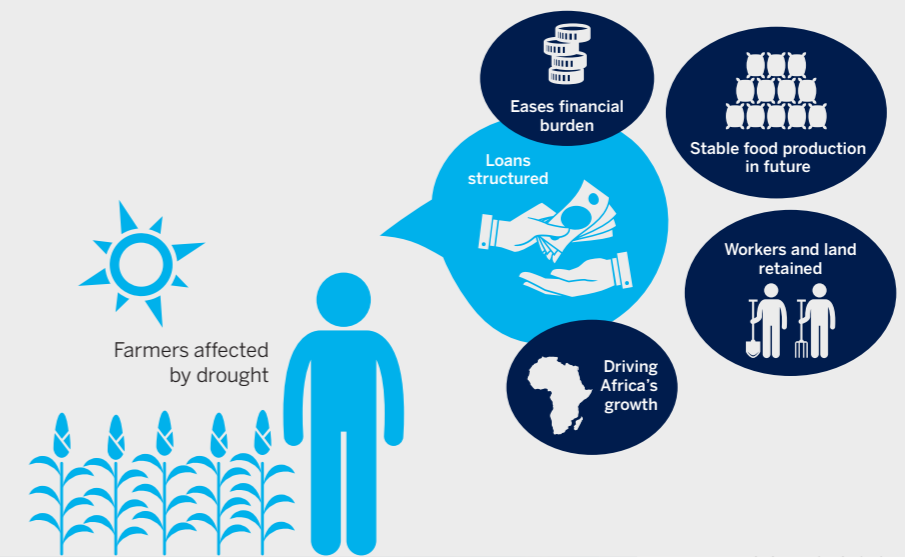 Eases financial
burden
Stable food production
in future
Loans
structured
Workers and land
retained
Farmers affected
by drought
Driving
Africa's
growth